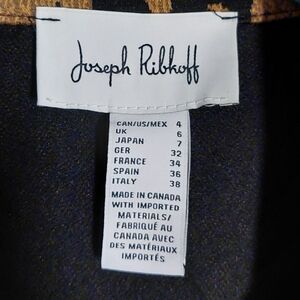 Joseph Ribkoff
CAN/US/MEX 4
UK 6
JAPAN 7
GER 32
FRANCE 34
SPAIN 36
ITALY 38
MADE IN CANADA
WITH IMPORTED
MATERIALS/
FABRIQUÉ AU
CANADA AVEC
DES MATÉRIAUX
IMPORTÉS